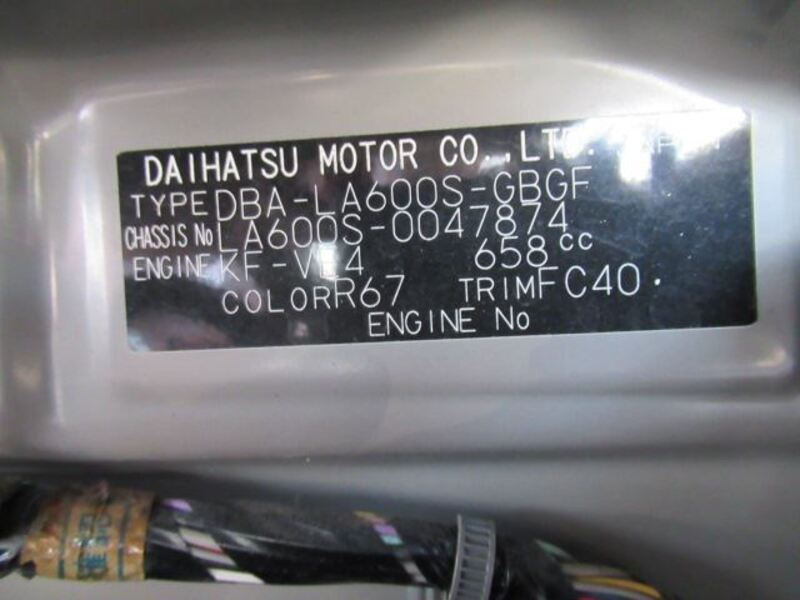 DAIHATSU MOTOR CO.,LTD. JAPAN
TYPE DBA-LA600S-GBGF
CHASSIS No LA600S-0047874
ENGINE KF-VE4 658cc
COLOR R67 TRIM FC40.
ENGINE No